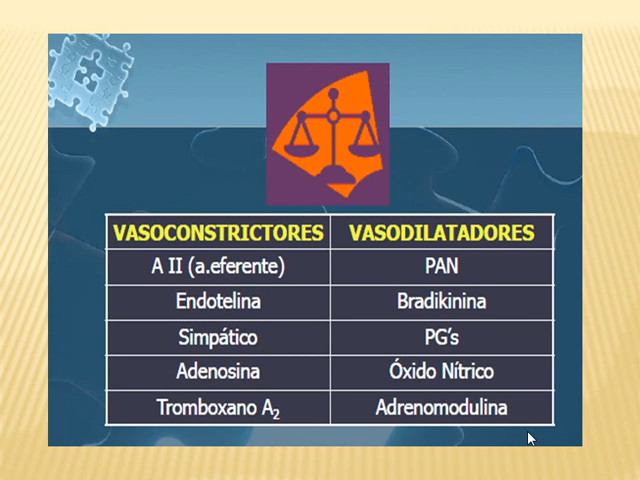 VASOCONSTRICTORES VASODILATADORES
A II (a.eferente) PAN
Endotelina Bradikinina
Simpático PG's
Adenosina Óxido Nítrico
Tromboxano A₂ Adrenomodulina